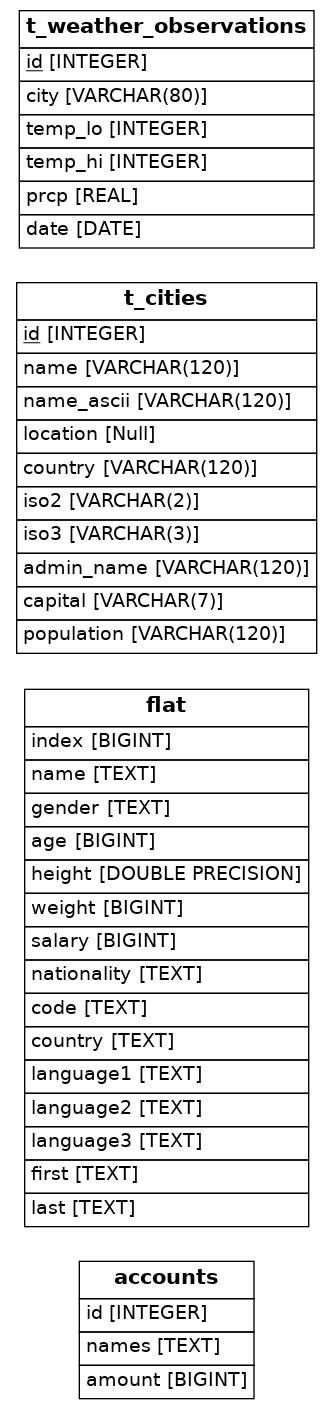 t_weather_observations
id [INTEGER]
city [VARCHAR(80)]
temp_lo [INTEGER]
temp_hi [INTEGER]
prcp [REAL]
date [DATE]
t_cities
id [INTEGER]
name [VARCHAR(120)]
name_ascii [VARCHAR(120)]
location [Null]
country [VARCHAR(120)]
iso2 [VARCHAR(2)]
iso3 [VARCHAR(3)]
admin_name [VARCHAR(120)]
capital [VARCHAR(7)]
population [VARCHAR(120)]
flat
index [BIGINT]
name [TEXT]
gender [TEXT]
age [BIGINT]
height [DOUBLE PRECISION]
weight [BIGINT]
salary [BIGINT]
nationality [TEXT]
code [TEXT]
country [TEXT]
language1 [TEXT]
language2 [TEXT]
language3 [TEXT]
first [TEXT]
last [TEXT]
accounts
id [INTEGER]
names [TEXT]
amount [BIGINT]